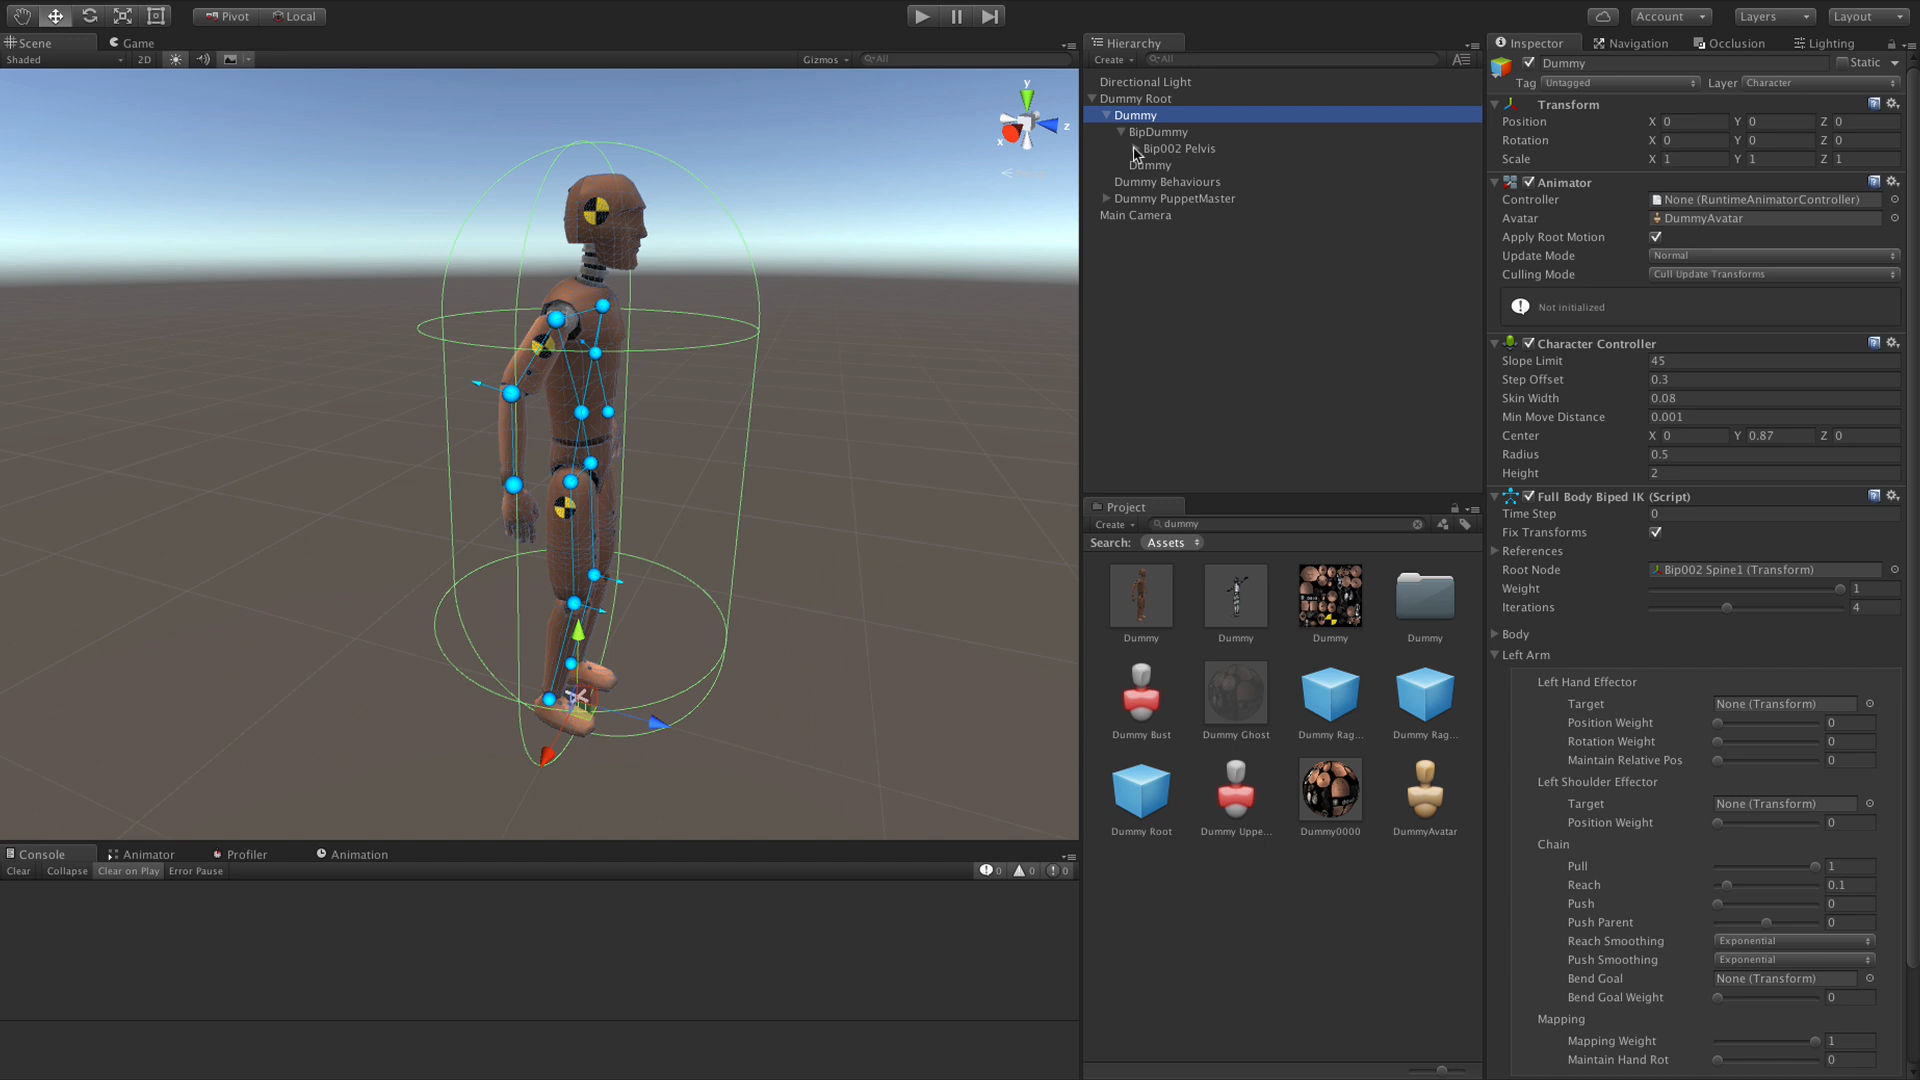 Pivot Local Account Layers Layout
Scene Game
Shaded 2D Gizmos All
y
z
x
Hierarchy
Create All
Directional Light
Dummy Root
Dummy
BipDummy
Bip002 Pelvis
Dummy
Dummy Behaviours
Dummy PuppetMaster
Main Camera
Project
Create dummy
Search: Assets
Dummy Dummy Dummy Dummy
Dummy Bust Dummy Ghost Dummy Rag... Dummy Rag...
Dummy Root Dummy Uppe... Dummy0000 DummyAvatar
Console Animator Profiler Animation
Clear Collapse Clear on Play Error Pause 0 0 0
Inspector Navigation Occlusion Lighting
Dummy Static
Tag Untagged Layer Character
Transform
Position X 0 Y 0 Z 0
Rotation X 0 Y 0 Z 0
Scale X 1 Y 1 Z 1
Animator
Controller None (RuntimeAnimatorController)
Avatar DummyAvatar
Apply Root Motion
Update Mode Normal
Culling Mode Cull Update Transforms
Not initialized
Character Controller
Slope Limit 45
Step Offset 0.3
Skin Width 0.08
Min Move Distance 0.001
Center X 0 Y 0.87 Z 0
Radius 0.5
Height 2
Full Body Biped IK (Script)
Time Step 0
Fix Transforms
References
Root Node Bip002 Spine1 (Transform)
Weight 1
Iterations 4
Body
Left Arm
Left Hand Effector
Target None (Transform)
Position Weight 0
Rotation Weight 0
Maintain Relative Pos 0
Left Shoulder Effector
Target None (Transform)
Position Weight 0
Chain
Pull 1
Reach 0.1
Push 0
Push Parent 0
Reach Smoothing Exponential
Push Smoothing Exponential
Bend Goal None (Transform)
Bend Goal Weight 0
Mapping
Mapping Weight 1
Maintain Hand Rot 0